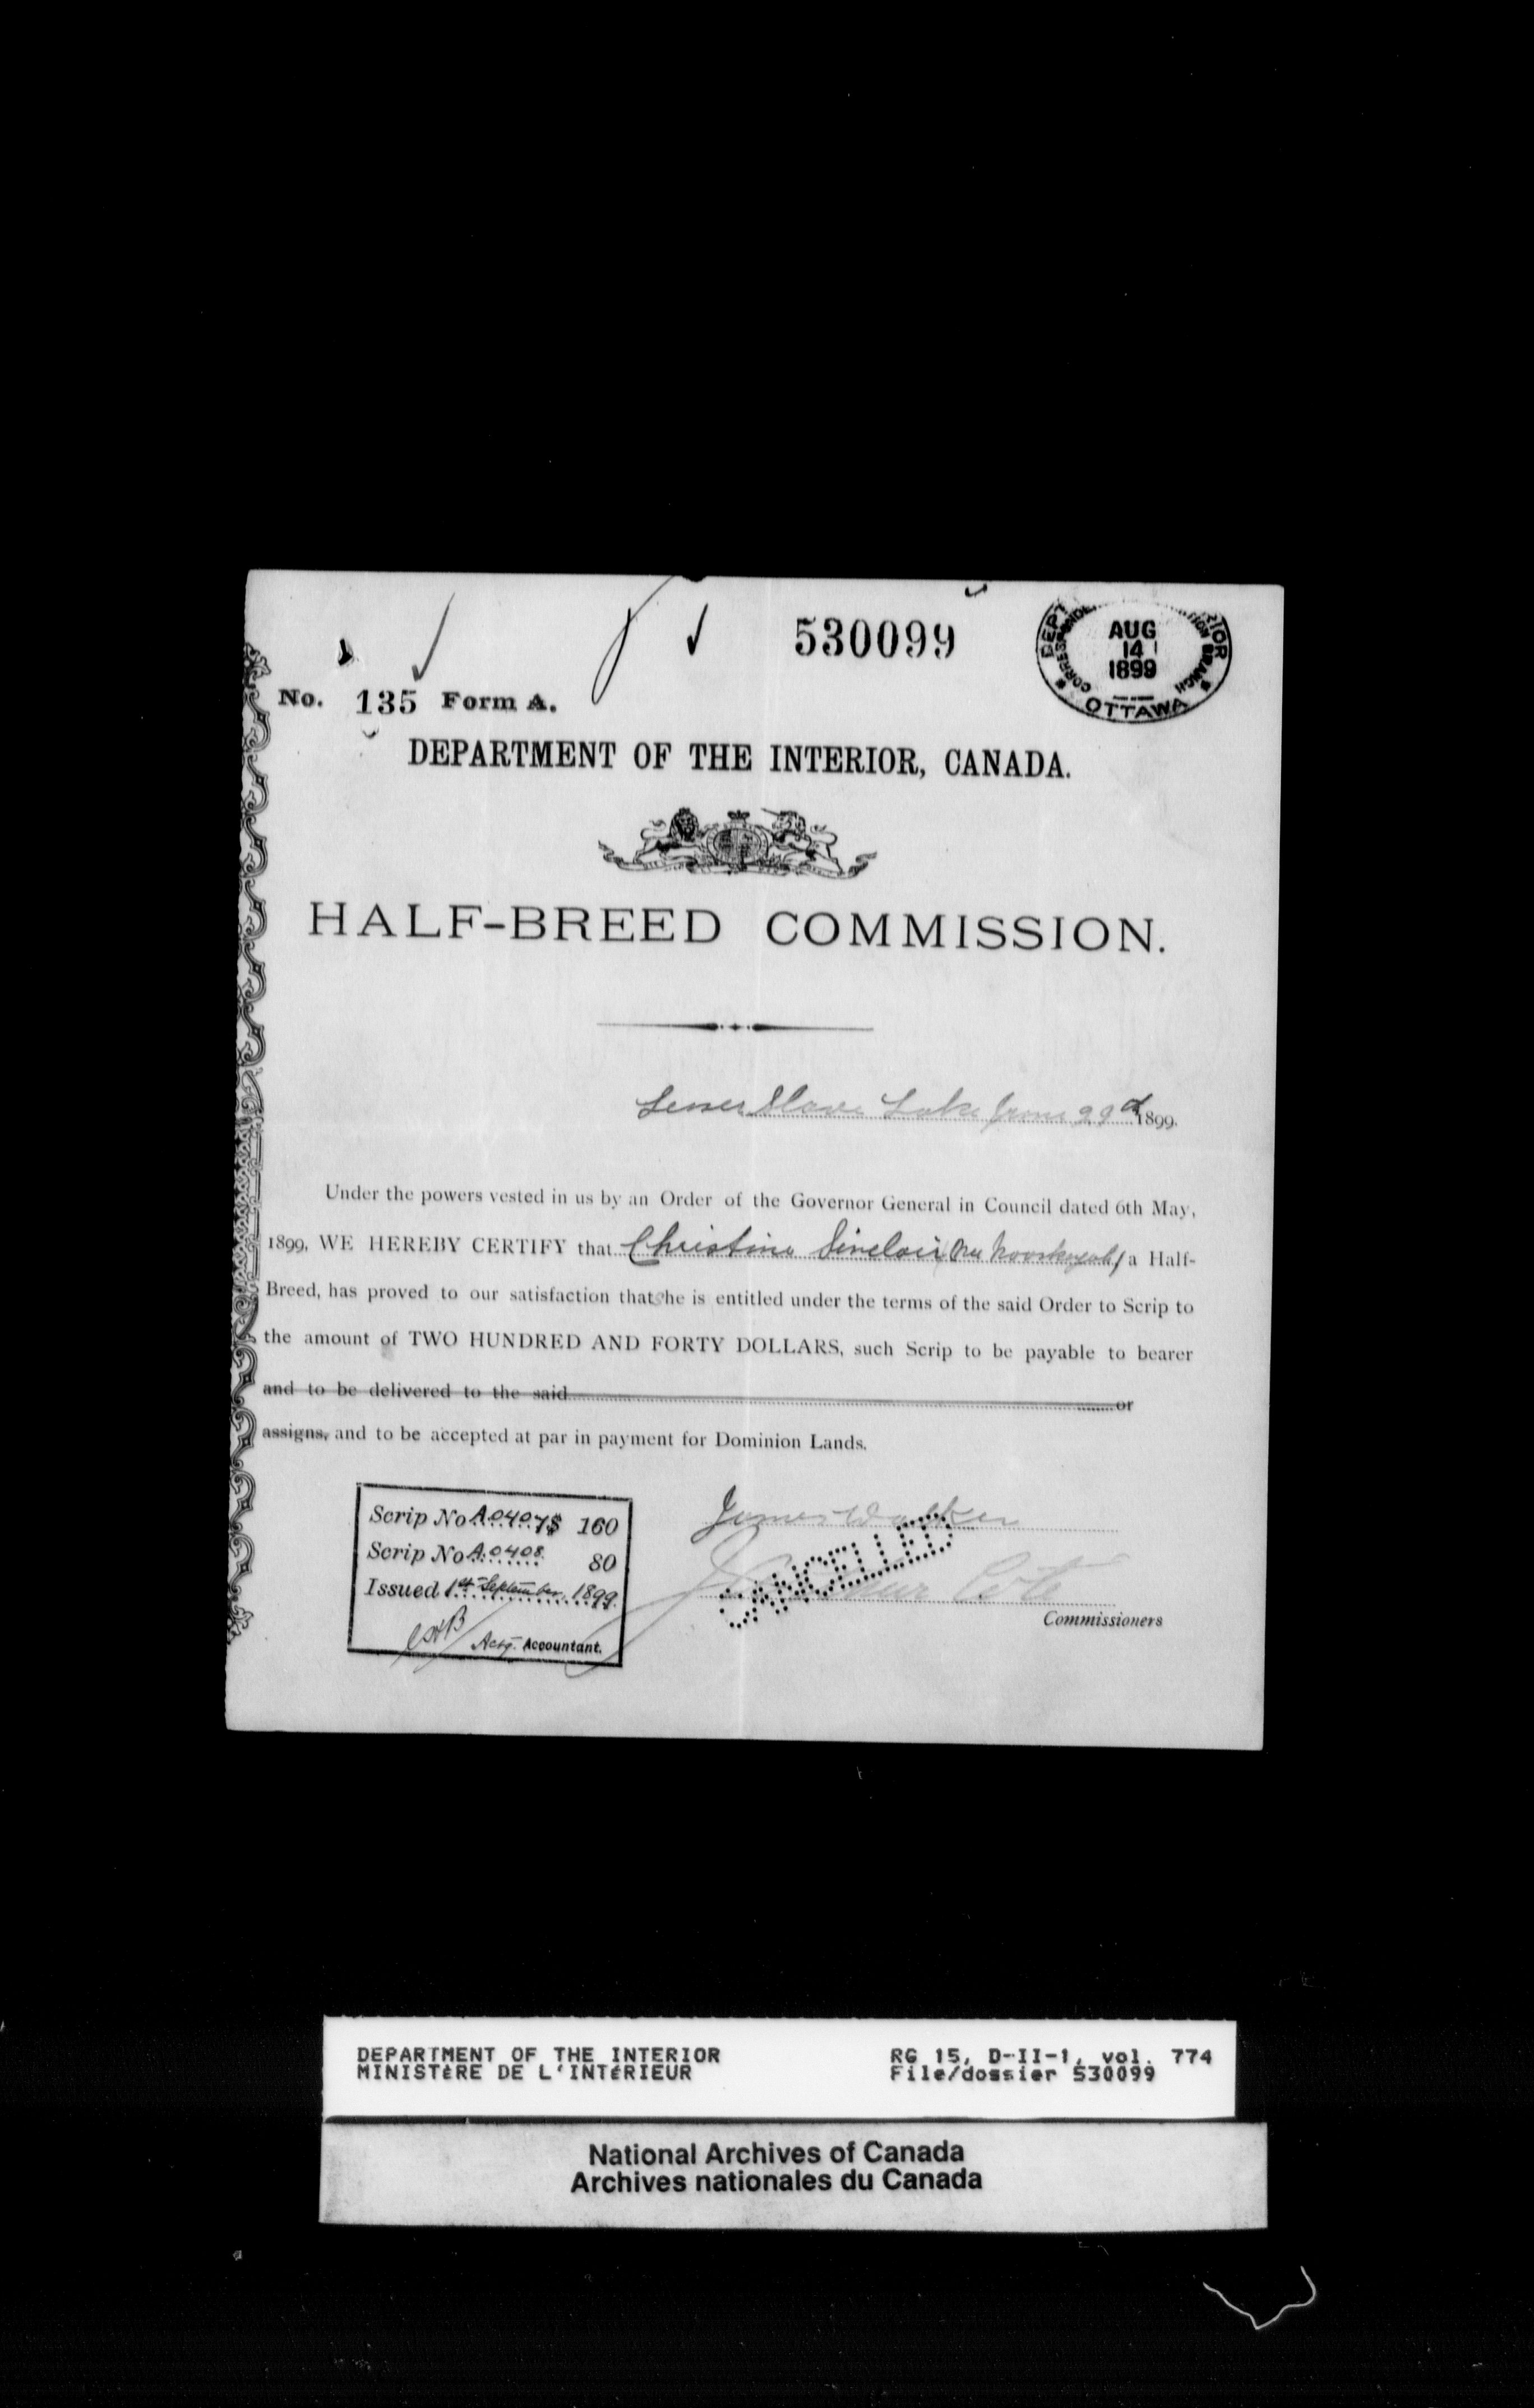 530099
DEPT
RIOR
AUG
14
1899
BRANCH
OTTAWA
No. 135 Form A.
DEPARTMENT OF THE INTERIOR, CANADA.
HALF-BREED COMMISSION.
Lesser Slave Lake June 22d 1899.
Under the powers vested in us by an Order of the Governor General in Council dated 6th May,
1899, WE HEREBY CERTIFY that Christine Sinclair a Half-
Breed, has proved to our satisfaction that she is entitled under the terms of the said Order to Scrip to
the amount of TWO HUNDRED AND FORTY DOLLARS, such Scrip to be payable to bearer
and to be delivered to the said or
assigns, and to be accepted at par in payment for Dominion Lands.
Scrip No A.0407 $ 160
Scrip No A.0408 80
Issued 1st September 1899
Actg. Accountant.
James Walker
CANCELLED
Côté
Commissioners
DEPARTMENT OF THE INTERIOR RG 15, D-II-1, vol. 774
MINISTÈRE DE L'INTÉRIEUR File/dossier 530099
National Archives of Canada
Archives nationales du Canada